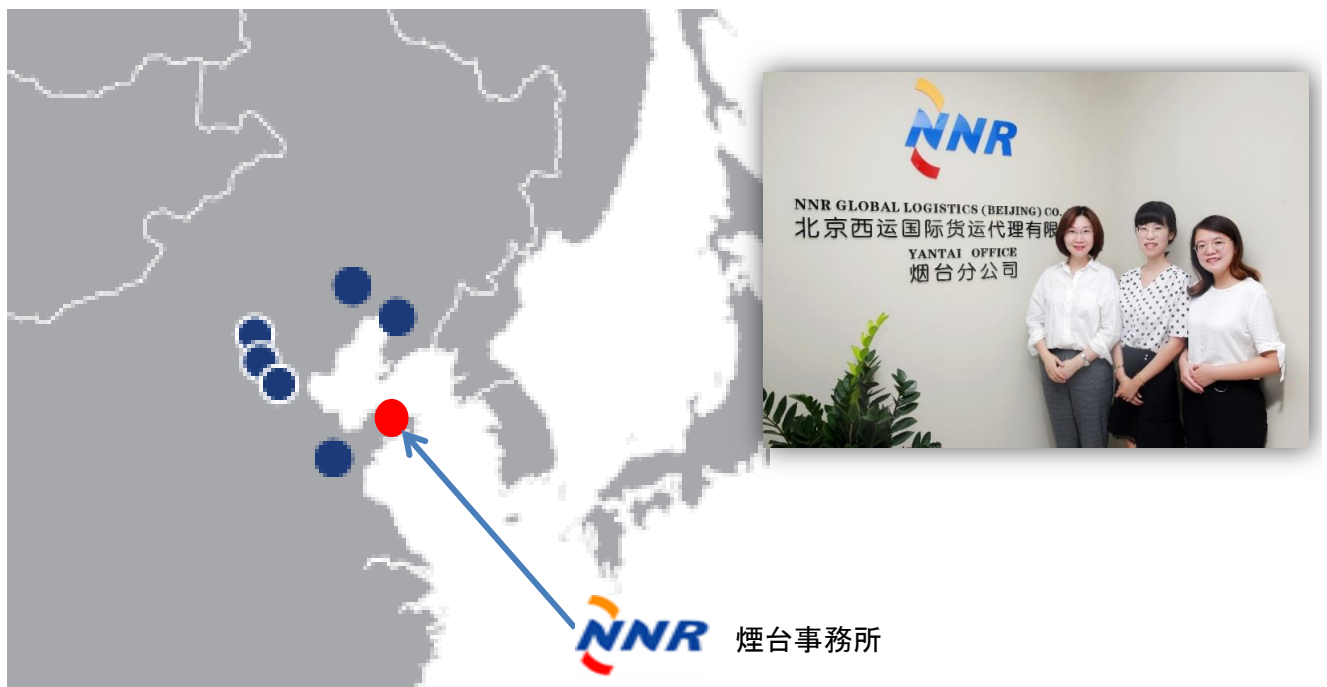 NNR
NNR GLOBAL LOGISTICS (BEIJING) CO.
北京西运国际货运代理有限
YANTAI OFFICE
烟台分公司
NNR 煙台事務所